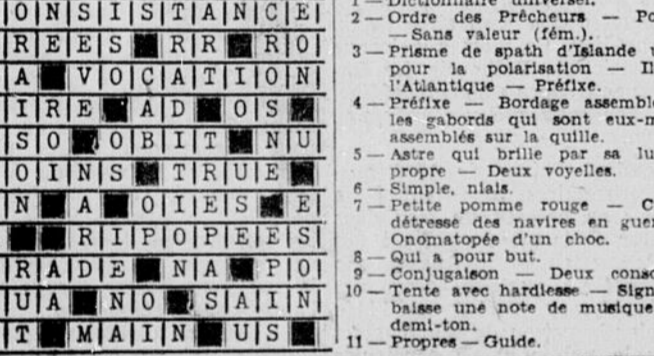 ONSISTANCE
REES RR RO
A VOCATION
IRE AD OS
SO OBIT NU
OINS TRUE
N A OIES E
RIPOPEES
RADE NA PO
UA NO SAIN
T MAIN US
1 — Dictionnaire universel.
2 — Ordre des Prêcheurs — Po
— Sans valeur (fém.).
3 — Prisme de spath d'Islande u
pour la polarisation — Il
l'Atlantique — Préfixe.
4 — Préfixe — Bordage assemblé
les gabords qui sont eux-m
assemblés sur la quille.
5 — Astre qui brille par sa lu
propre — Deux voyelles.
6 — Simple, niais.
7 — Petite pomme rouge — C
détresse des navires en guer
Onomatopée d'un choc.
8 — Qui a pour but.
9 — Conjugaison — Deux conso
10 — Tente avec hardiesse — Sign
baisse une note de musique
demi-ton.
11 — Propres — Guide.